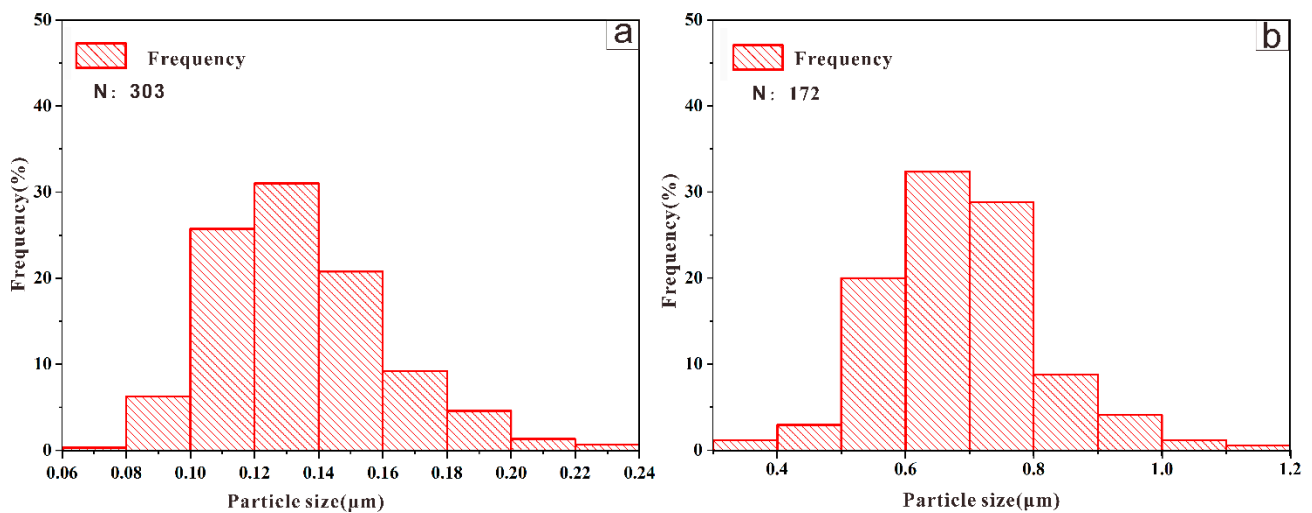 a
Frequency
N: 303
Frequency(%)
50
40
30
20
10
0
0.06 0.08 0.10 0.12 0.14 0.16 0.18 0.20 0.22 0.24
Particle size(μm)
b
Frequency
N: 172
Frequency(%)
50
40
30
20
10
0
0.4 0.6 0.8 1.0 1.2
Particle size(μm)